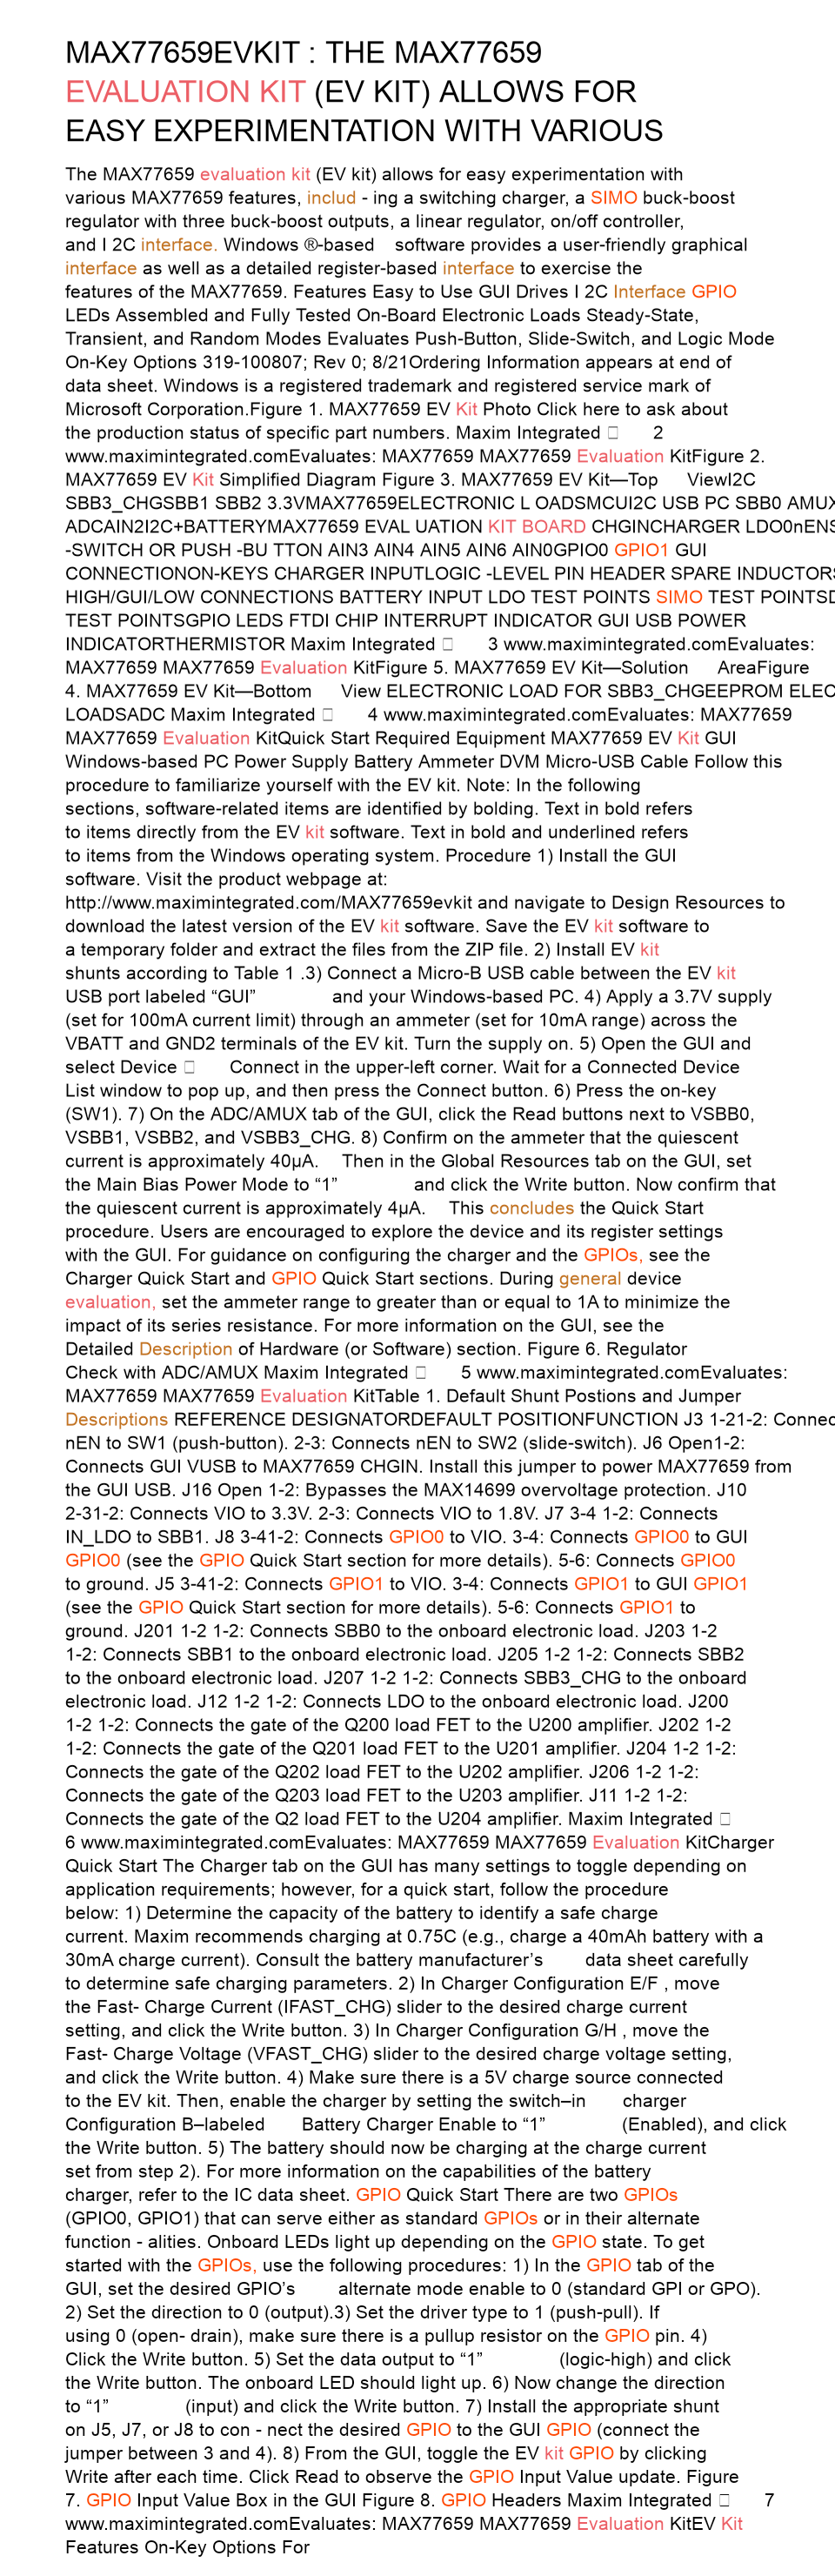 MAX77659EVKIT : THE MAX77659
EVALUATION KIT (EV KIT) ALLOWS FOR
EASY EXPERIMENTATION WITH VARIOUS
The MAX77659 evaluation kit (EV kit) allows for easy experimentation with
various MAX77659 features, includ - ing a switching charger, a SIMO buck-boost
regulator with three buck-boost outputs, a linear regulator, on/off controller,
and I 2C interface. Windows ®-based software provides a user-friendly graphical
interface as well as a detailed register-based interface to exercise the
features of the MAX77659. Features Easy to Use GUI Drives I 2C Interface GPIO
LEDs Assembled and Fully Tested On-Board Electronic Loads Steady-State,
Transient, and Random Modes Evaluates Push-Button, Slide-Switch, and Logic Mode
On-Key Options 319-100807; Rev 0; 8/21Ordering Information appears at end of
data sheet. Windows is a registered trademark and registered service mark of
Microsoft Corporation.Figure 1. MAX77659 EV Kit Photo Click here to ask about
the production status of specific part numbers. Maxim Integrated 2
www.maximintegrated.comEvaluates: MAX77659 MAX77659 Evaluation KitFigure 2.
MAX77659 EV Kit Simplified Diagram Figure 3. MAX77659 EV Kit—Top ViewI2C
SBB3_CHGSBB1 SBB2 3.3VMAX77659ELECTRONIC L OADSMCUI2C USB PC SBB0 AMUX
ADCAIN2I2C+BATTERYMAX77659 EVAL UATION KIT BOARD CHGINCHARGER LDO0nENS
-SWITCH OR PUSH -BU TTON AIN3 AIN4 AIN5 AIN6 AIN0GPIO0 GPIO1 GUI
CONNECTIONON-KEYS CHARGER INPUTLOGIC -LEVEL PIN HEADER SPARE INDUCTORS
HIGH/GUI/LOW CONNECTIONS BATTERY INPUT LDO TEST POINTS SIMO TEST POINTSD
TEST POINTSGPIO LEDS FTDI CHIP INTERRUPT INDICATOR GUI USB POWER
INDICATORTHERMISTOR Maxim Integrated 3 www.maximintegrated.comEvaluates:
MAX77659 MAX77659 Evaluation KitFigure 5. MAX77659 EV Kit—Solution AreaFigure
4. MAX77659 EV Kit—Bottom View ELECTRONIC LOAD FOR SBB3_CHGEEPROM ELEC
LOADSADC Maxim Integrated 4 www.maximintegrated.comEvaluates: MAX77659
MAX77659 Evaluation KitQuick Start Required Equipment MAX77659 EV Kit GUI
Windows-based PC Power Supply Battery Ammeter DVM Micro-USB Cable Follow this
procedure to familiarize yourself with the EV kit. Note: In the following
sections, software-related items are identified by bolding. Text in bold refers
to items directly from the EV kit software. Text in bold and underlined refers
to items from the Windows operating system. Procedure 1) Install the GUI
software. Visit the product webpage at:
http://www.maximintegrated.com/MAX77659evkit and navigate to Design Resources to
download the latest version of the EV kit software. Save the EV kit software to
a temporary folder and extract the files from the ZIP file. 2) Install EV kit
shunts according to Table 1 .3) Connect a Micro-B USB cable between the EV kit
USB port labeled “GUI” and your Windows-based PC. 4) Apply a 3.7V supply
(set for 100mA current limit) through an ammeter (set for 10mA range) across the
VBATT and GND2 terminals of the EV kit. Turn the supply on. 5) Open the GUI and
select Device Connect in the upper-left corner. Wait for a Connected Device
List window to pop up, and then press the Connect button. 6) Press the on-key
(SW1). 7) On the ADC/AMUX tab of the GUI, click the Read buttons next to VSBB0,
VSBB1, VSBB2, and VSBB3_CHG. 8) Confirm on the ammeter that the quiescent
current is approximately 40µA. Then in the Global Resources tab on the GUI, set
the Main Bias Power Mode to “1” and click the Write button. Now confirm that
the quiescent current is approximately 4µA. This concludes the Quick Start
procedure. Users are encouraged to explore the device and its register settings
with the GUI. For guidance on configuring the charger and the GPIOs, see the
Charger Quick Start and GPIO Quick Start sections. During general device
evaluation, set the ammeter range to greater than or equal to 1A to minimize the
impact of its series resistance. For more information on the GUI, see the
Detailed Description of Hardware (or Software) section. Figure 6. Regulator
Check with ADC/AMUX Maxim Integrated 5 www.maximintegrated.comEvaluates:
MAX77659 MAX77659 Evaluation KitTable 1. Default Shunt Postions and Jumper
Descriptions REFERENCE DESIGNATORDEFAULT POSITIONFUNCTION J3 1-21-2: Connec
nEN to SW1 (push-button). 2-3: Connects nEN to SW2 (slide-switch). J6 Open1-2:
Connects GUI VUSB to MAX77659 CHGIN. Install this jumper to power MAX77659 from
the GUI USB. J16 Open 1-2: Bypasses the MAX14699 overvoltage protection. J10
2-31-2: Connects VIO to 3.3V. 2-3: Connects VIO to 1.8V. J7 3-4 1-2: Connects
IN_LDO to SBB1. J8 3-41-2: Connects GPIO0 to VIO. 3-4: Connects GPIO0 to GUI
GPIO0 (see the GPIO Quick Start section for more details). 5-6: Connects GPIO0
to ground. J5 3-41-2: Connects GPIO1 to VIO. 3-4: Connects GPIO1 to GUI GPIO1
(see the GPIO Quick Start section for more details). 5-6: Connects GPIO1 to
ground. J201 1-2 1-2: Connects SBB0 to the onboard electronic load. J203 1-2
1-2: Connects SBB1 to the onboard electronic load. J205 1-2 1-2: Connects SBB2
to the onboard electronic load. J207 1-2 1-2: Connects SBB3_CHG to the onboard
electronic load. J12 1-2 1-2: Connects LDO to the onboard electronic load. J200
1-2 1-2: Connects the gate of the Q200 load FET to the U200 amplifier. J202 1-2
1-2: Connects the gate of the Q201 load FET to the U201 amplifier. J204 1-2 1-2:
Connects the gate of the Q202 load FET to the U202 amplifier. J206 1-2 1-2:
Connects the gate of the Q203 load FET to the U203 amplifier. J11 1-2 1-2:
Connects the gate of the Q2 load FET to the U204 amplifier. Maxim Integrated
6 www.maximintegrated.comEvaluates: MAX77659 MAX77659 Evaluation KitCharger
Quick Start The Charger tab on the GUI has many settings to toggle depending on
application requirements; however, for a quick start, follow the procedure
below: 1) Determine the capacity of the battery to identify a safe charge
current. Maxim recommends charging at 0.75C (e.g., charge a 40mAh battery with a
30mA charge current). Consult the battery manufacturer’s data sheet carefully
to determine safe charging parameters. 2) In Charger Configuration E/F , move
the Fast- Charge Current (IFAST_CHG) slider to the desired charge current
setting, and click the Write button. 3) In Charger Configuration G/H , move the
Fast- Charge Voltage (VFAST_CHG) slider to the desired charge voltage setting,
and click the Write button. 4) Make sure there is a 5V charge source connected
to the EV kit. Then, enable the charger by setting the switch–in charger
Configuration B–labeled Battery Charger Enable to “1” (Enabled), and click
the Write button. 5) The battery should now be charging at the charge current
set from step 2). For more information on the capabilities of the battery
charger, refer to the IC data sheet. GPIO Quick Start There are two GPIOs
(GPIO0, GPIO1) that can serve either as standard GPIOs or in their alternate
function - alities. Onboard LEDs light up depending on the GPIO state. To get
started with the GPIOs, use the following procedures: 1) In the GPIO tab of the
GUI, set the desired GPIO’s alternate mode enable to 0 (standard GPI or GPO).
2) Set the direction to 0 (output).3) Set the driver type to 1 (push-pull). If
using 0 (open- drain), make sure there is a pullup resistor on the GPIO pin. 4)
Click the Write button. 5) Set the data output to “1” (logic-high) and click
the Write button. The onboard LED should light up. 6) Now change the direction
to “1” (input) and click the Write button. 7) Install the appropriate shunt
on J5, J7, or J8 to con - nect the desired GPIO to the GUI GPIO (connect the
jumper between 3 and 4). 8) From the GUI, toggle the EV kit GPIO by clicking
Write after each time. Click Read to observe the GPIO Input Value update. Figure
7. GPIO Input Value Box in the GUI Figure 8. GPIO Headers Maxim Integrated 7
www.maximintegrated.comEvaluates: MAX77659 MAX77659 Evaluation KitEV Kit
Features On-Key Options For